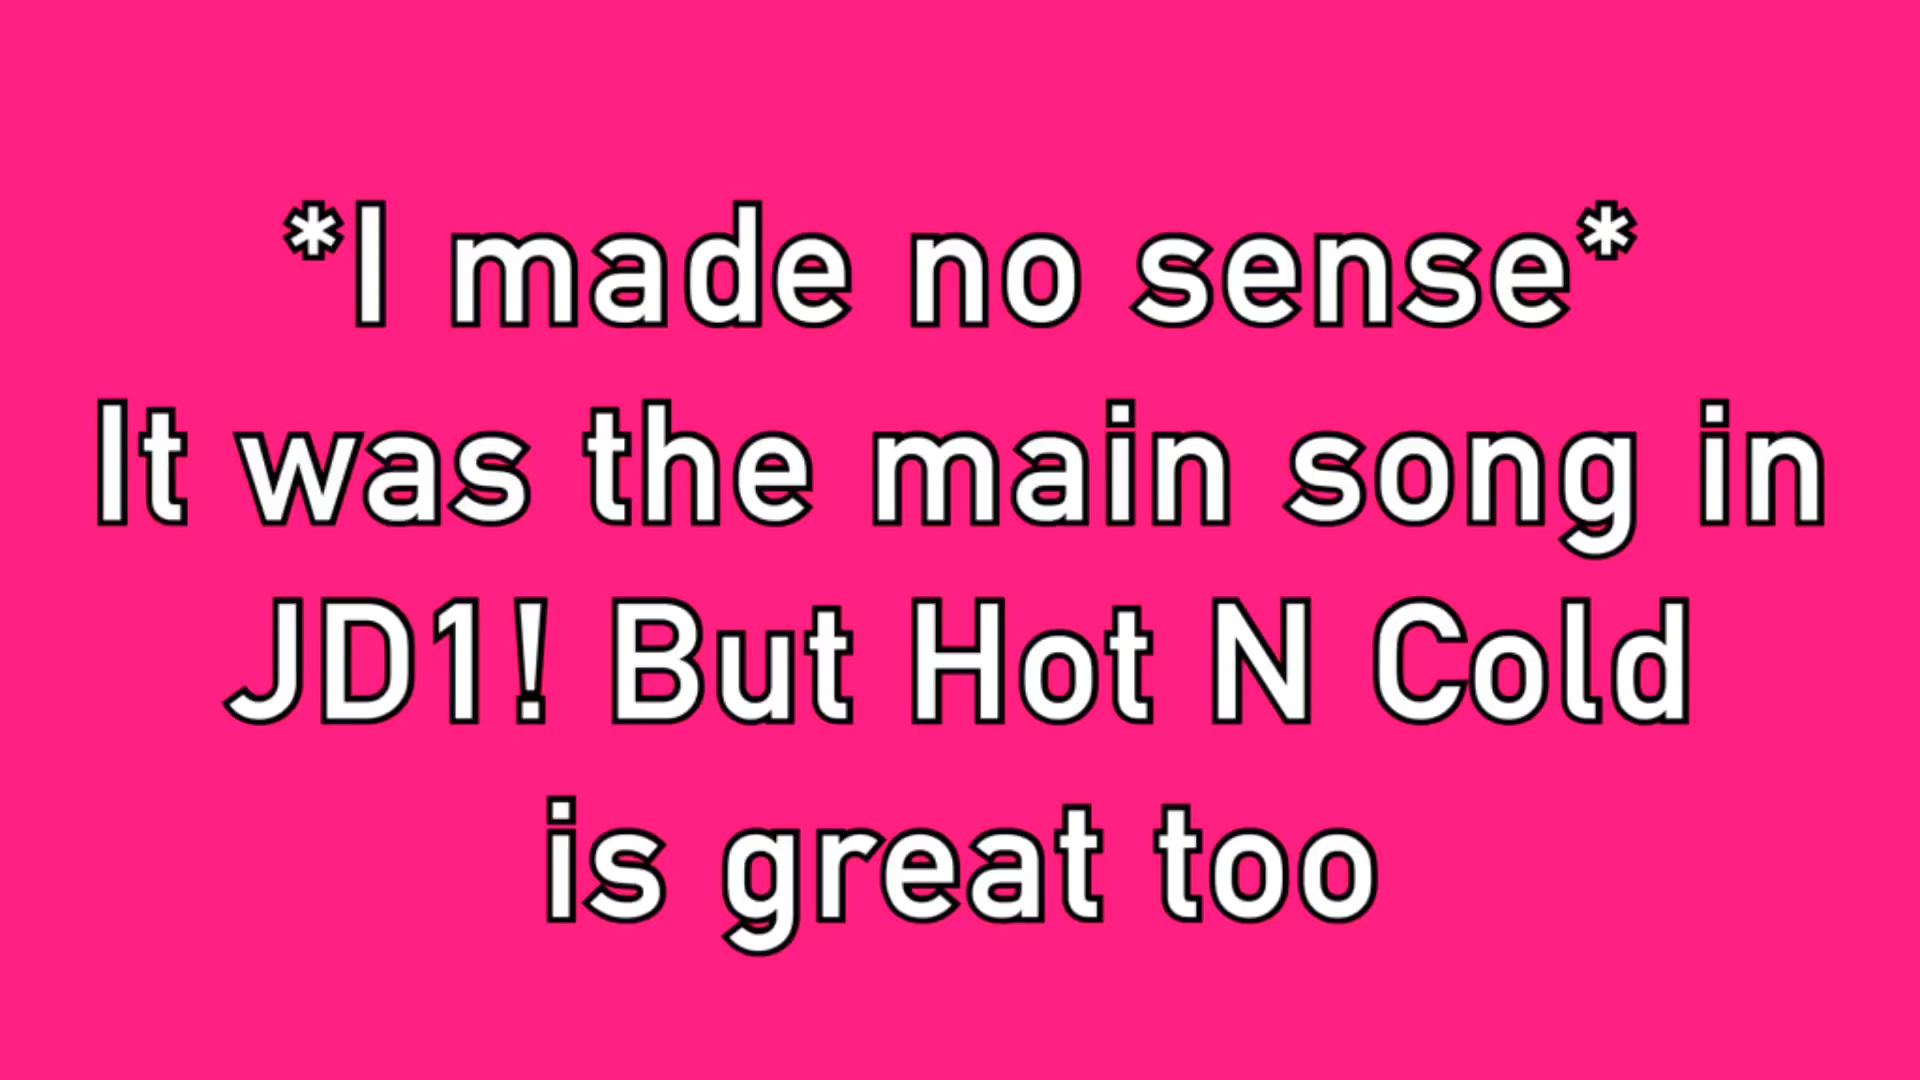 *I made no sense*
It was the main song in
JD1! But Hot N Cold
is great too